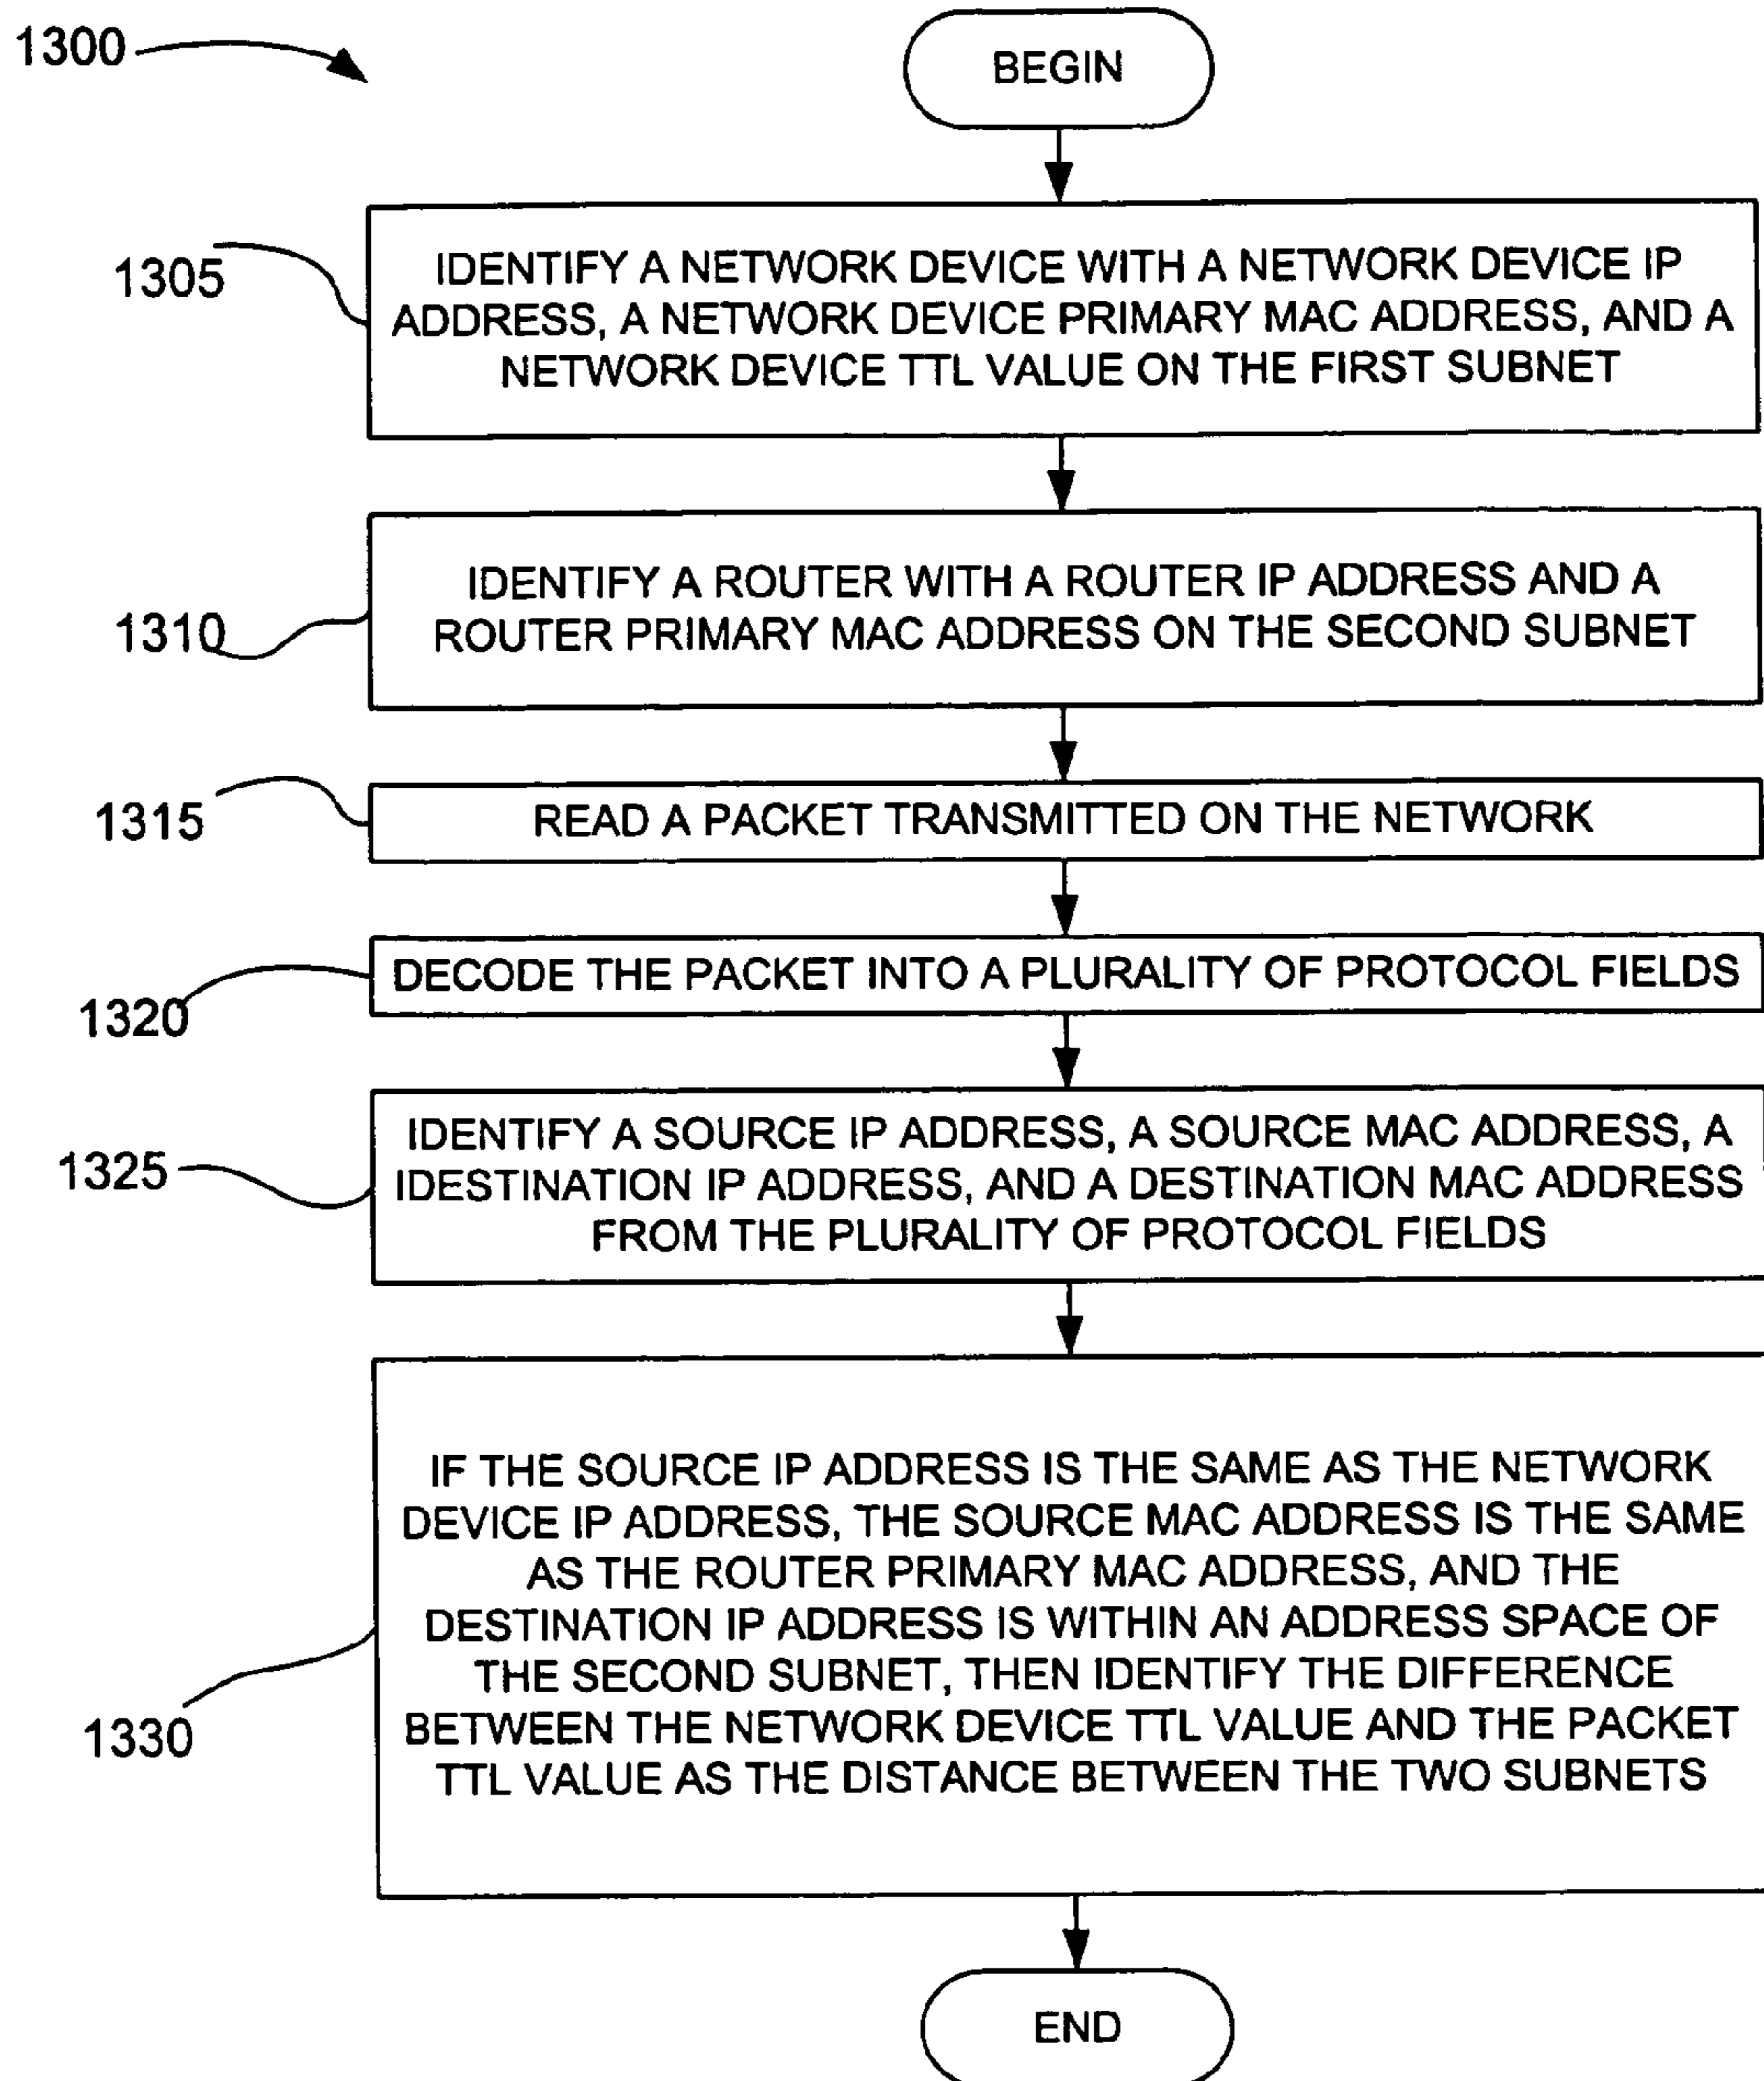 1300
BEGIN
1305
IDENTIFY A NETWORK DEVICE WITH A NETWORK DEVICE IP
ADDRESS, A NETWORK DEVICE PRIMARY MAC ADDRESS, AND A
NETWORK DEVICE TTL VALUE ON THE FIRST SUBNET
1310
IDENTIFY A ROUTER WITH A ROUTER IP ADDRESS AND A
ROUTER PRIMARY MAC ADDRESS ON THE SECOND SUBNET
1315
READ A PACKET TRANSMITTED ON THE NETWORK
1320
DECODE THE PACKET INTO A PLURALITY OF PROTOCOL FIELDS
1325
IDENTIFY A SOURCE IP ADDRESS, A SOURCE MAC ADDRESS, A
IDESTINATION IP ADDRESS, AND A DESTINATION MAC ADDRESS
FROM THE PLURALITY OF PROTOCOL FIELDS
1330
IF THE SOURCE IP ADDRESS IS THE SAME AS THE NETWORK
DEVICE IP ADDRESS, THE SOURCE MAC ADDRESS IS THE SAME
AS THE ROUTER PRIMARY MAC ADDRESS, AND THE
DESTINATION IP ADDRESS IS WITHIN AN ADDRESS SPACE OF
THE SECOND SUBNET, THEN IDENTIFY THE DIFFERENCE
BETWEEN THE NETWORK DEVICE TTL VALUE AND THE PACKET
TTL VALUE AS THE DISTANCE BETWEEN THE TWO SUBNETS
END